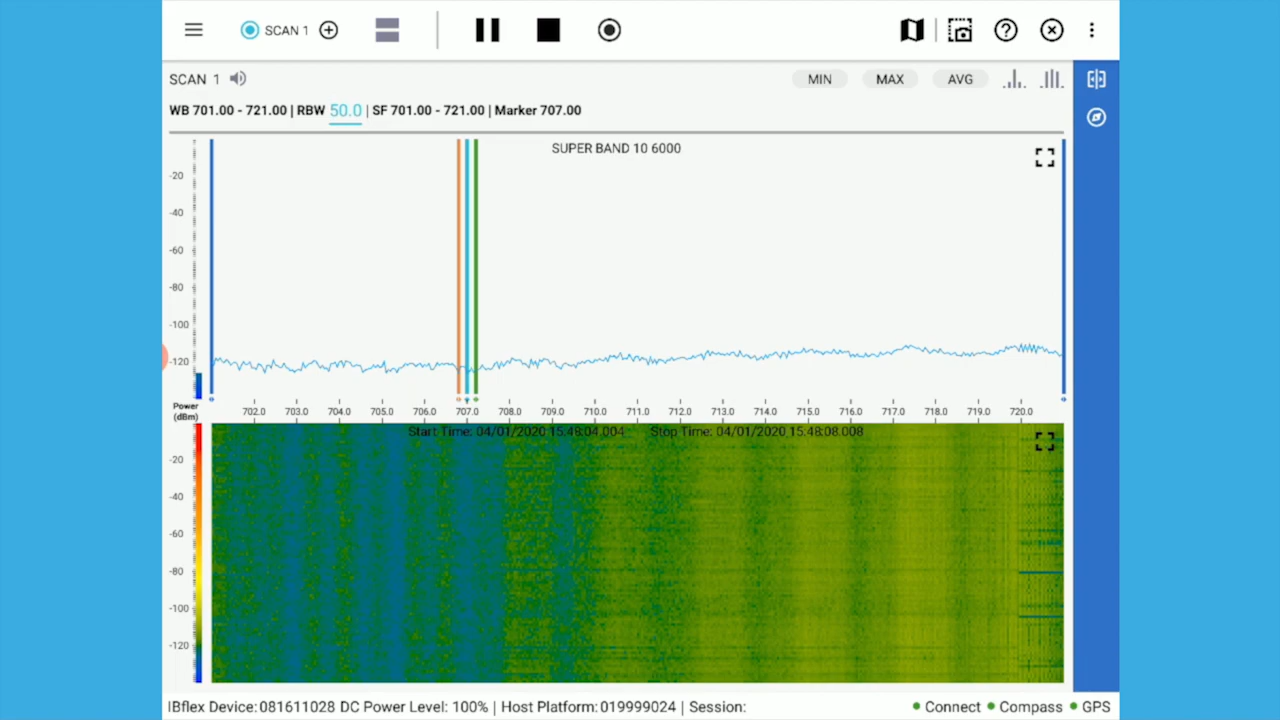 SCAN 1
SCAN 1 MIN MAX AVG
WB 701.00 - 721.00 | RBW 50.0 | SF 701.00 - 721.00 | Marker 707.00
SUPER BAND 10 6000
-20
-40
-60
-80
-100
-120
Power
(dBm)
702.0 703.0 704.0 705.0 706.0 707.0 708.0 709.0 710.0 711.0 712.0 713.0 714.0 715.0 716.0 717.0 718.0 719.0 720.0
Start Time: 04/01/2020 15:48:04.004 Stop Time: 04/01/2020 15:48:08.008
-20
-40
-60
-80
-100
-120
IBflex Device: 081611028 DC Power Level: 100% | Host Platform: 019999024 | Session: Connect Compass GPS